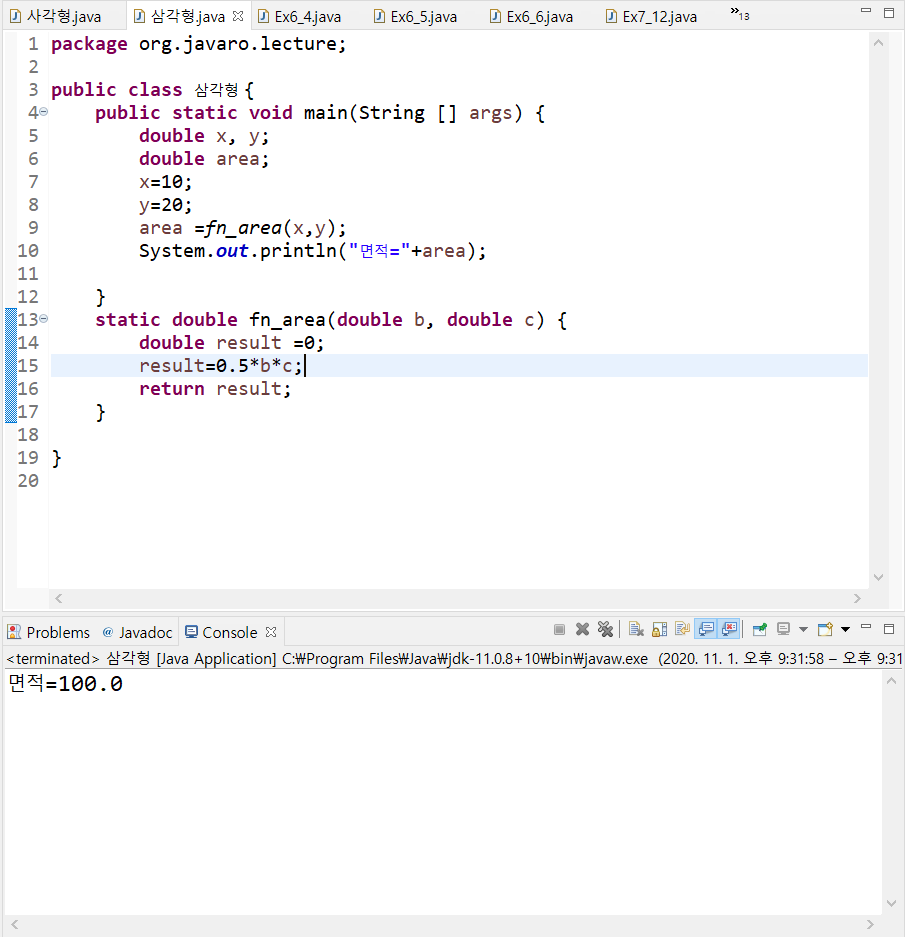 사각형.java 삼각형.java Ex6_4.java Ex6_5.java Ex6_6.java Ex7_12.java »13
1 package org.javaro.lecture;
2
3 public class 삼각형 {
4 public static void main(String [] args) {
5 double x, y;
6 double area;
7 x=10;
8 y=20;
9 area =fn_area(x,y);
10 System.out.println("면적="+area);
11
12 }
13 static double fn_area(double b, double c) {
14 double result =0;
15 result=0.5*b*c;
16 return result;
17 }
18
19 }
20
Problems @ Javadoc Console
<terminated> 삼각형 [Java Application] C:₩Program Files₩Java₩jdk-11.0.8+10₩bin₩javaw.exe (2020. 11. 1. 오후 9:31:58 – 오후 9:31
면적=100.0